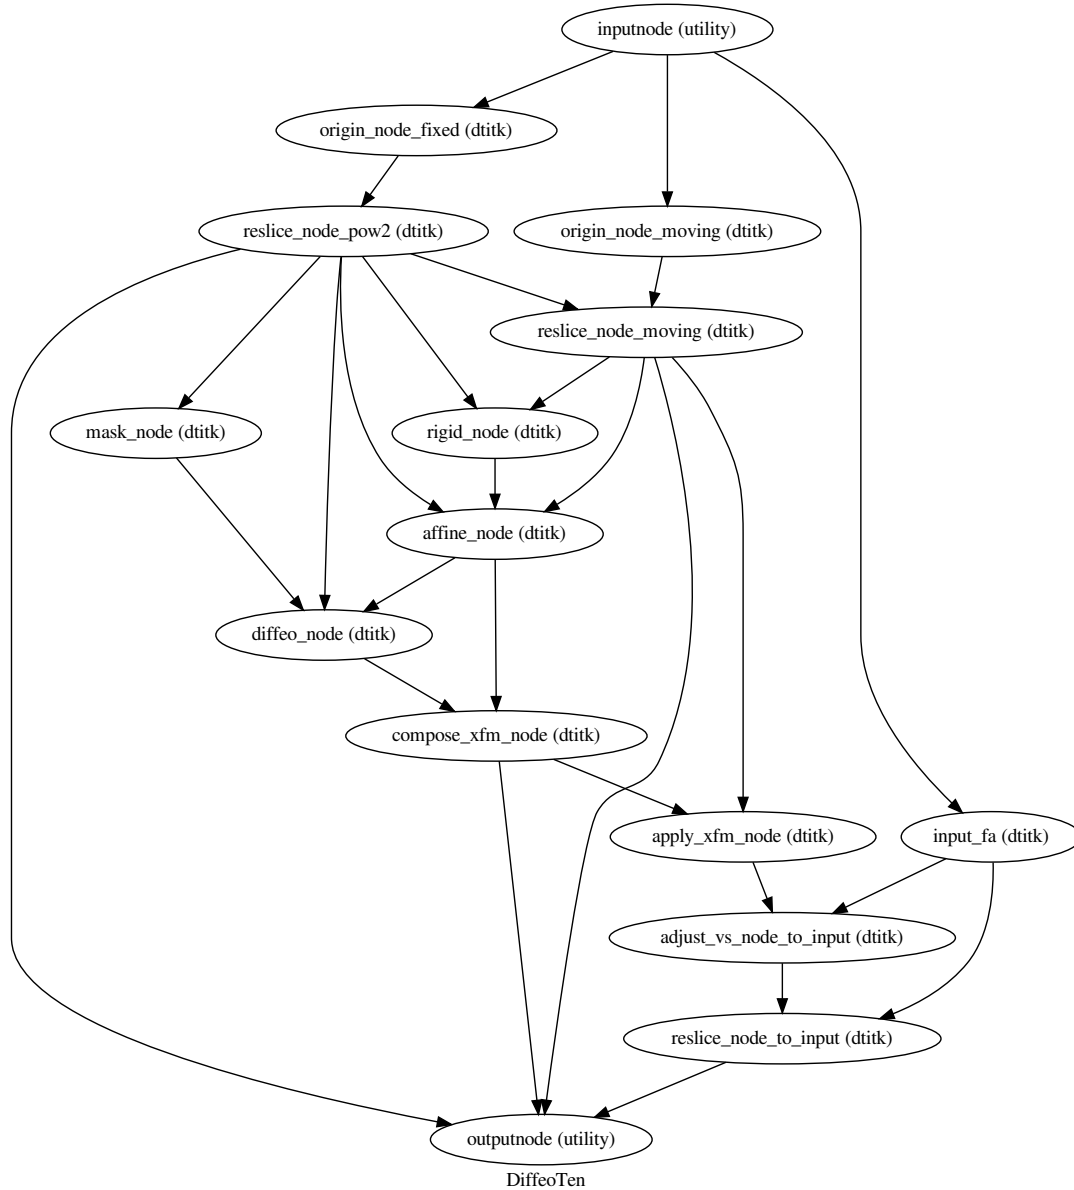 inputnode (utility)
origin_node_fixed (dtitk)
reslice_node_pow2 (dtitk)
origin_node_moving (dtitk)
reslice_node_moving (dtitk)
mask_node (dtitk)
rigid_node (dtitk)
affine_node (dtitk)
diffeo_node (dtitk)
compose_xfm_node (dtitk)
apply_xfm_node (dtitk)
input_fa (dtitk)
adjust_vs_node_to_input (dtitk)
reslice_node_to_input (dtitk)
outputnode (utility)
DiffeoTen